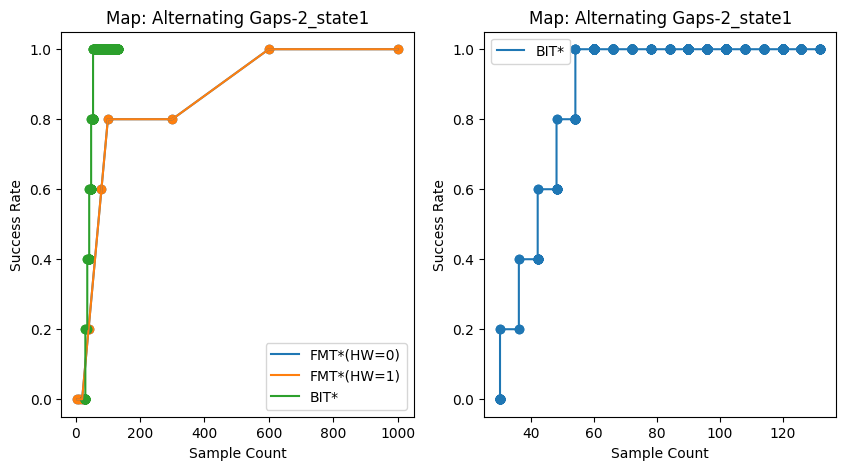 Map: Alternating Gaps-2_state1
Success Rate
1.0
0.8
0.6
0.4
0.2
0.0
0
200
400
600
800
1000
Sample Count
FMT*(HW=0)
FMT*(HW=1)
BIT*
Map: Alternating Gaps-2_state1
Success Rate
1.0
0.8
0.6
0.4
0.2
0.0
40
60
80
100
120
Sample Count
BIT*